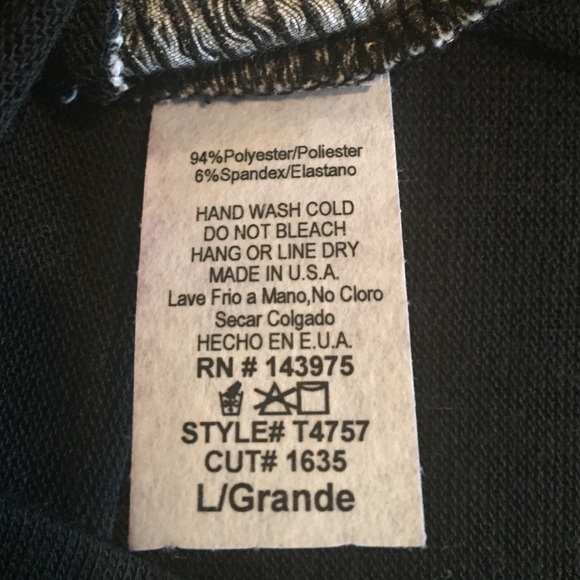 94%Polyester/Poliester
6%Spandex/Elastano
HAND WASH COLD
DO NOT BLEACH
HANG OR LINE DRY
MADE IN U.S.A.
Lave Frio a Mano,No Cloro
Secar Colgado
HECHO EN E.U.A.
RN # 143975
STYLE# T4757
CUT# 1635
L/Grande